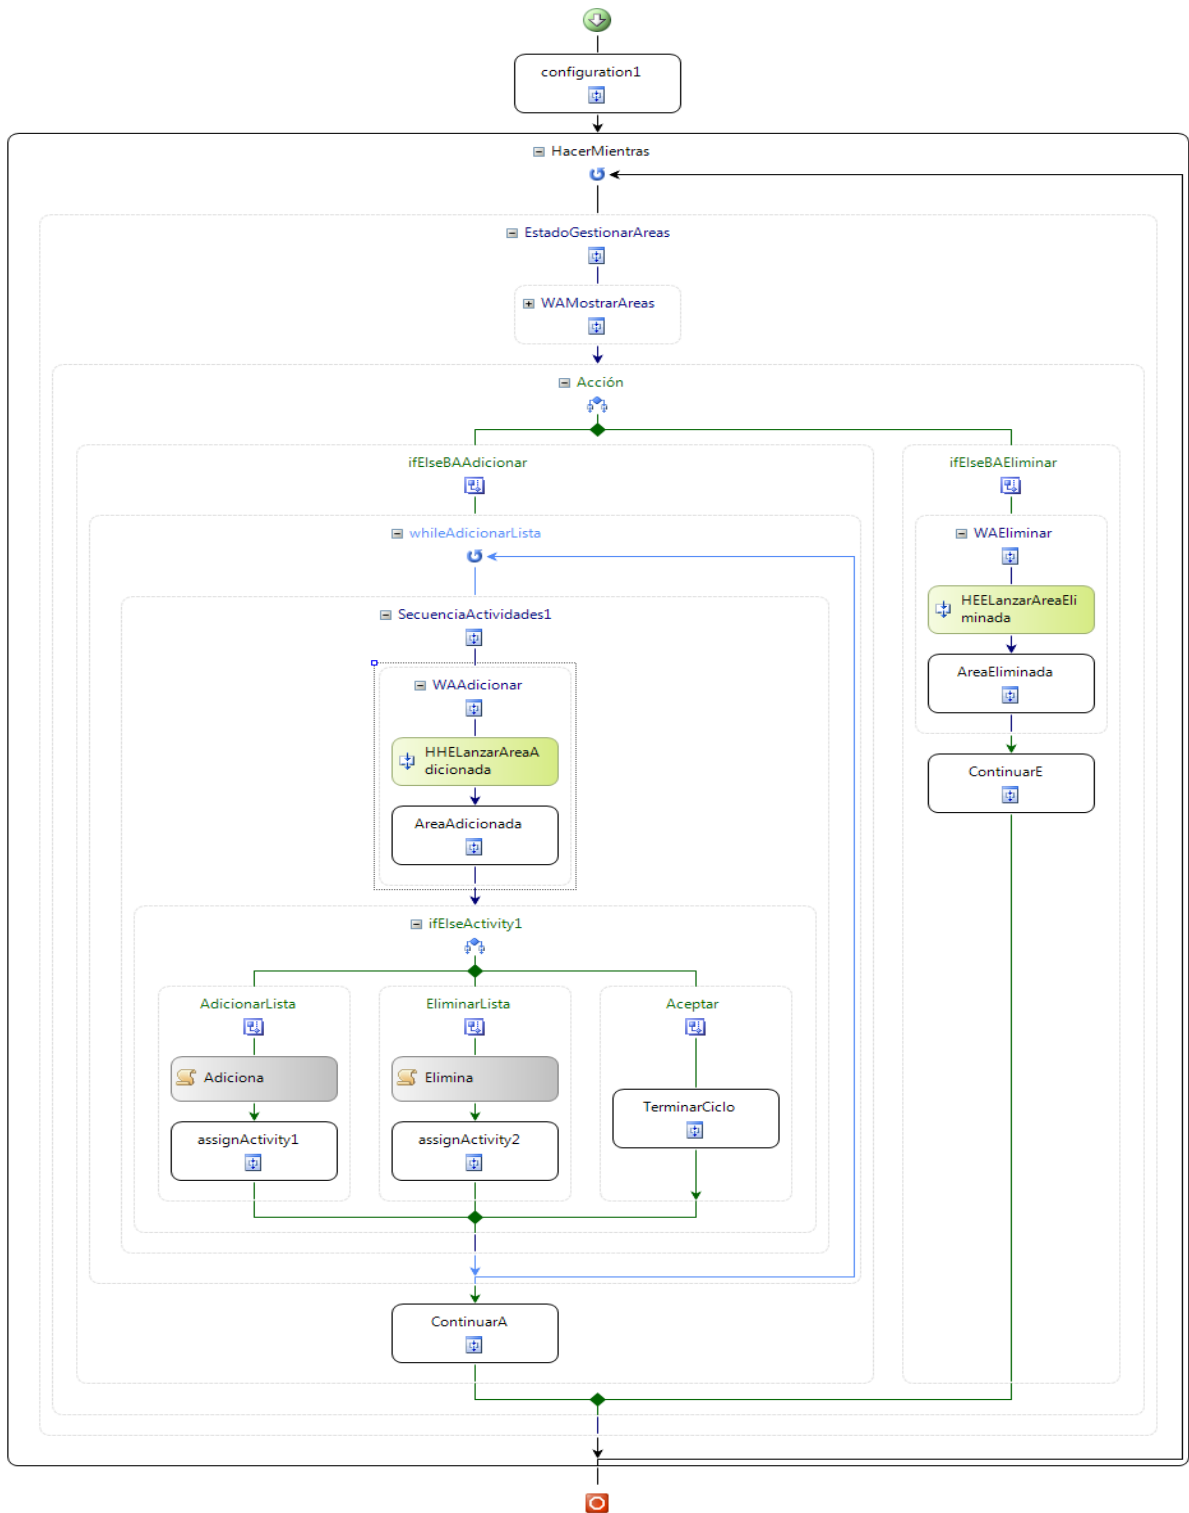 configuration1
HacerMientras
EstadoGestionarAreas
WAMostrarAreas
Acción
ifElseBAAdicionar
ifElseBAEliminar
whileAdicionarLista
WAEliminar
HEELanzarAreaEli
minada
SecuenciaActividades1
AreaEliminada
WAAdicionar
HHELanzarAreaA
dicionada
ContinuarE
AreaAdicionada
ifElseActivity1
AdicionarLista
EliminarLista
Aceptar
Adiciona
Elimina
TerminarCiclo
assignActivity1
assignActivity2
ContinuarA